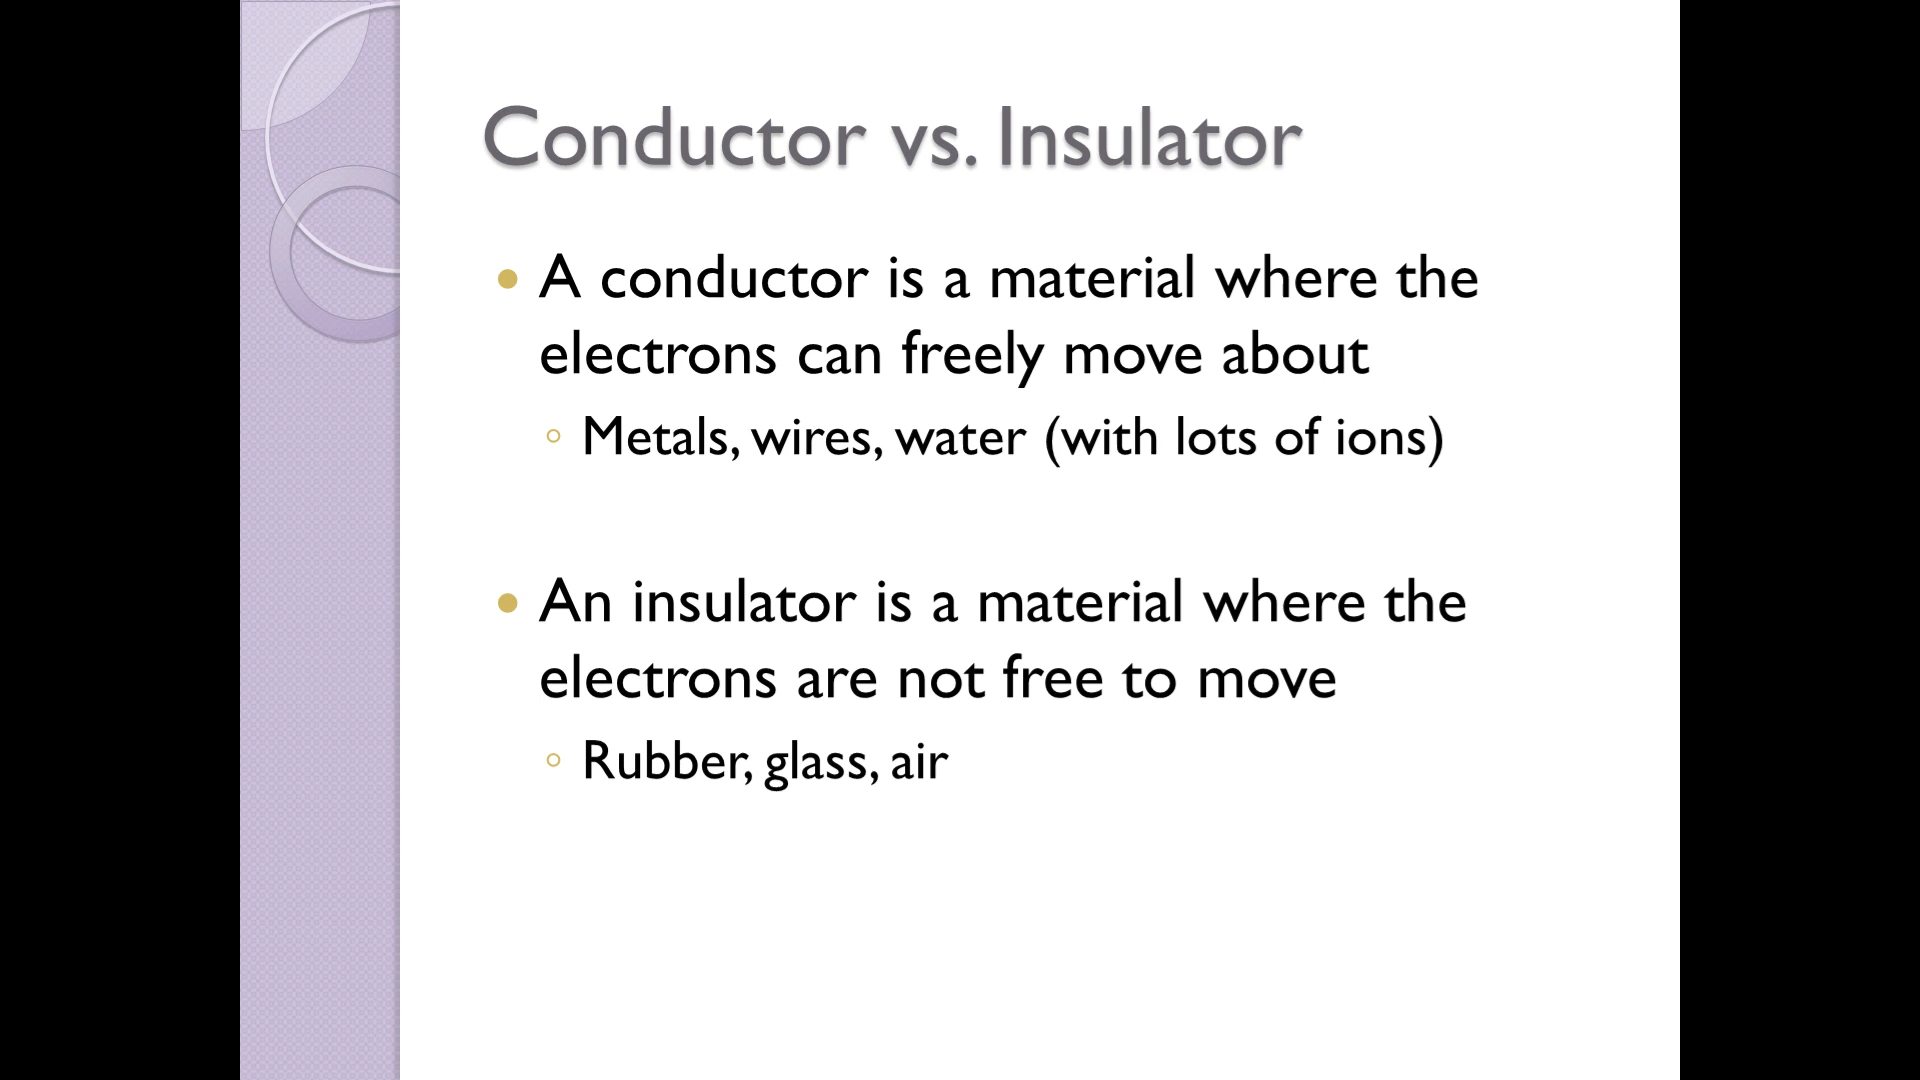 Conductor vs. Insulator
A conductor is a material where the
electrons can freely move about
Metals, wires, water (with lots of ions)
An insulator is a material where the
electrons are not free to move
Rubber, glass, air